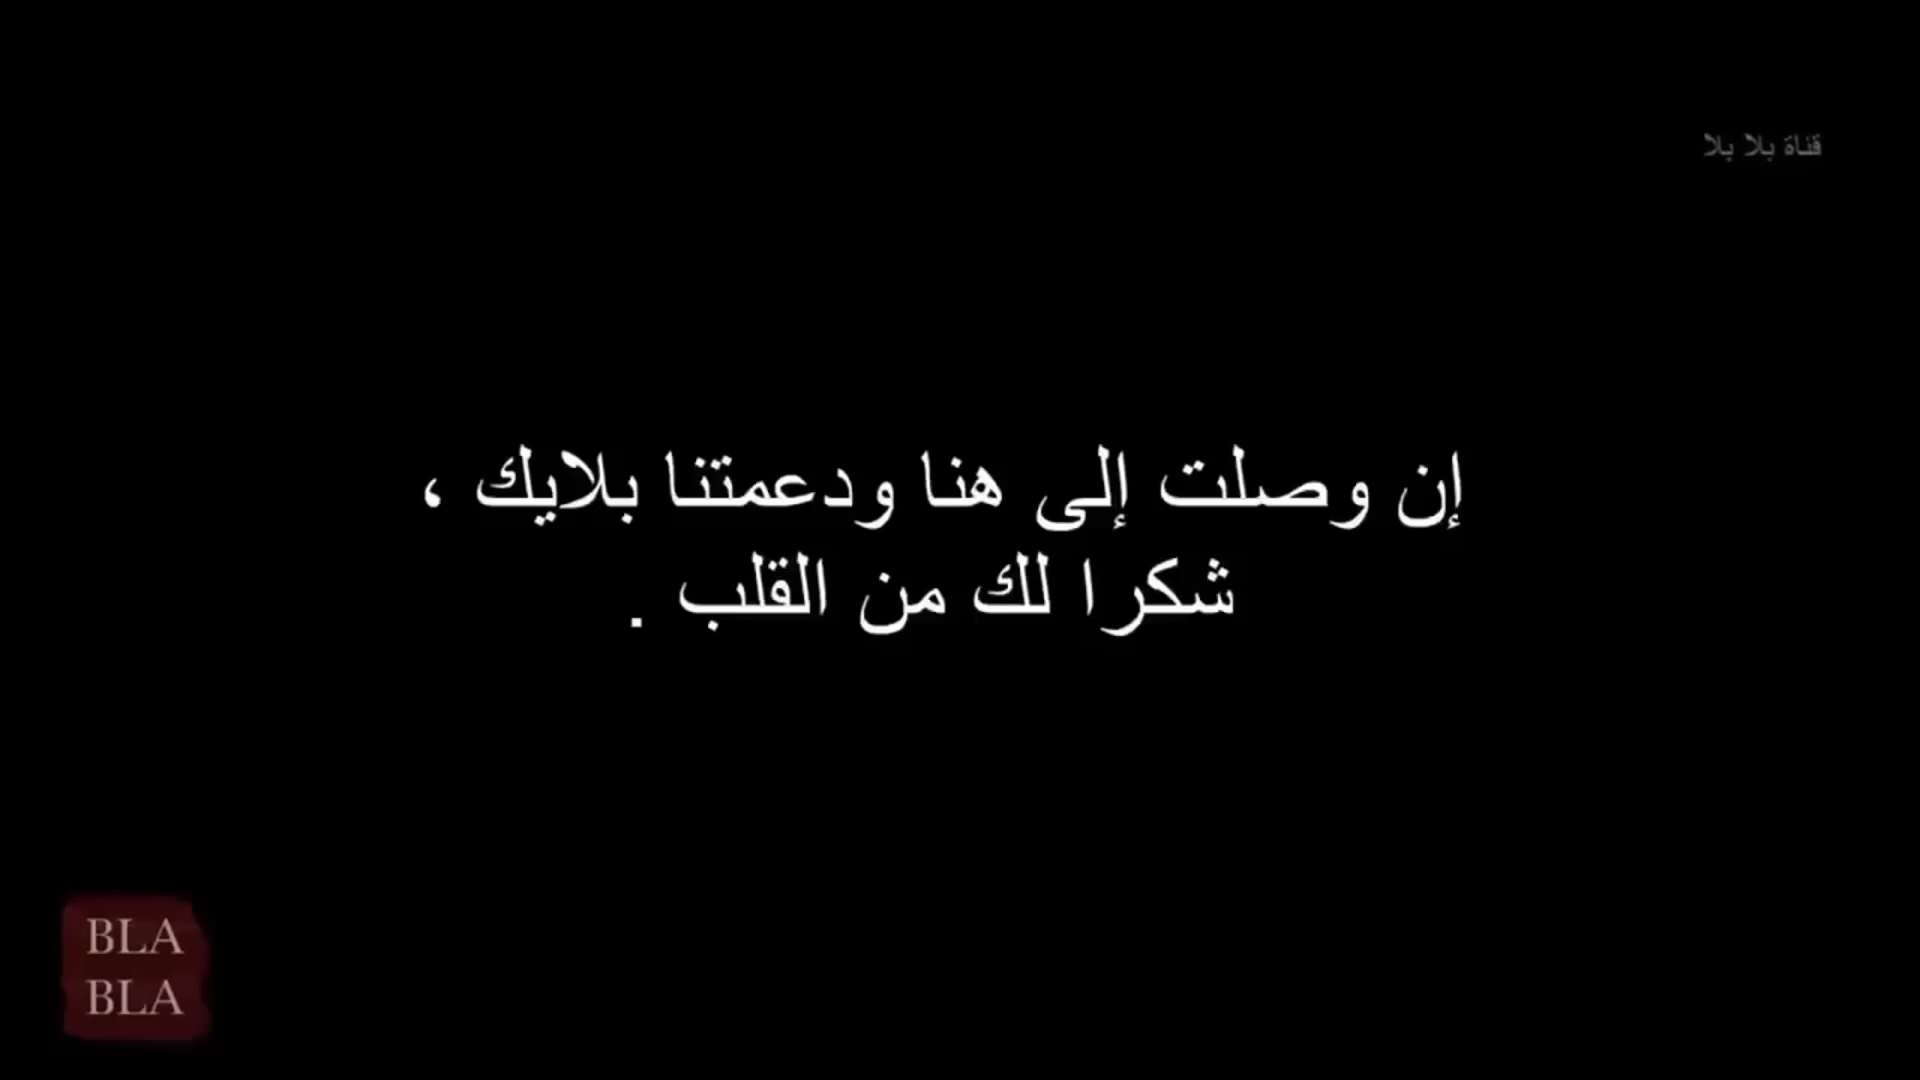 قناة بلا بلا
إن وصلت إلى هنا ودعمتنا بلايك ،
شكرا لك من القلب .
BLA
BLA